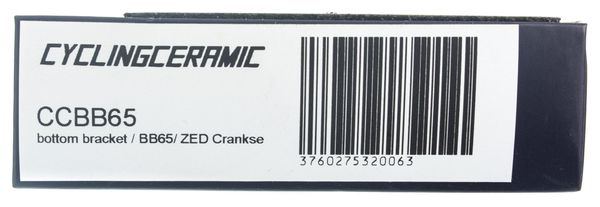 CYCLINGCERAMIC
CCBB65
bottom bracket / BB65/ ZED Crankse
3760275320063